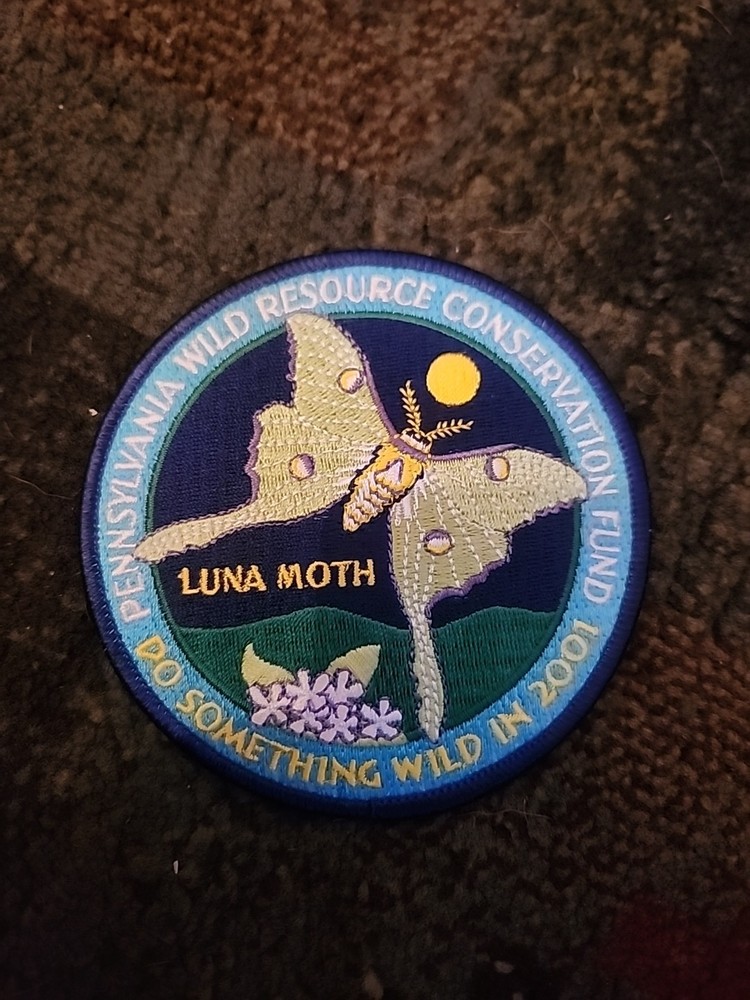 PENNSYLVANIA WILD RESOURCE CONSERVATION FUND
LUNA MOTH
DO SOMETHING WILD IN 2001